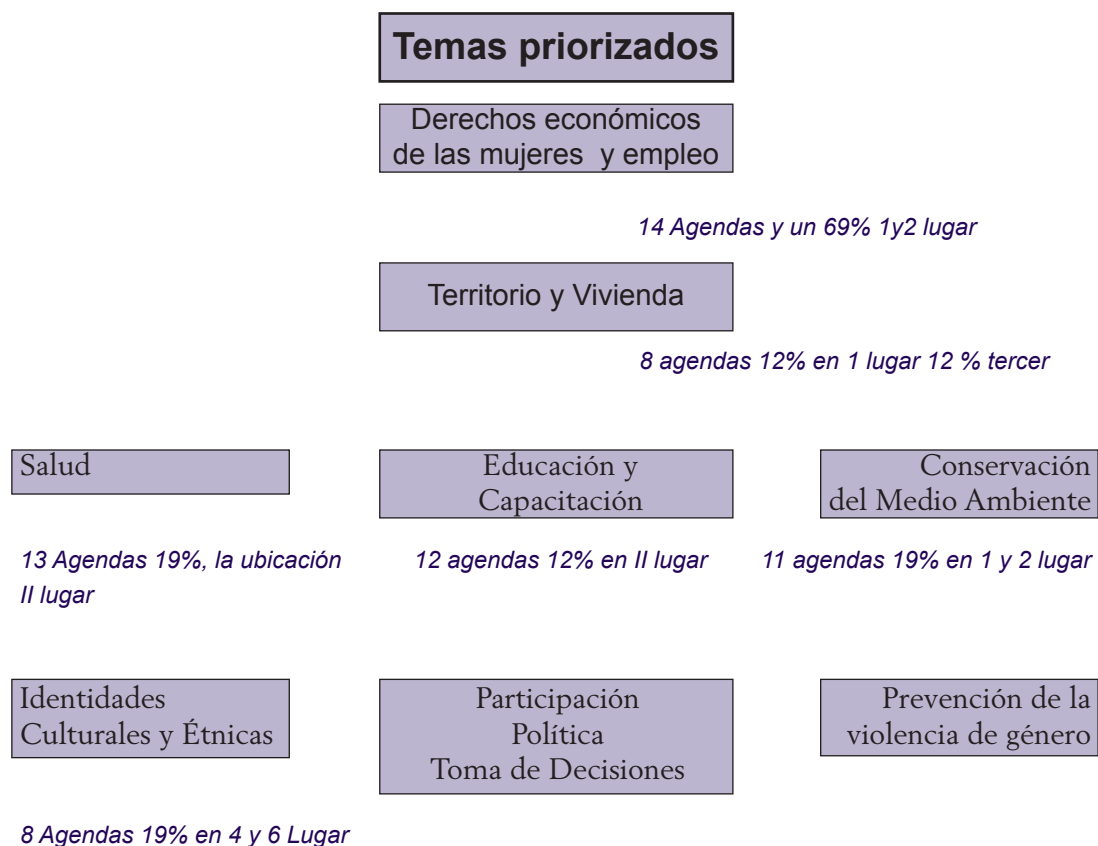 Temas priorizados
Derechos económicos
de las mujeres y empleo
14 Agendas y un 69% 1y2 lugar
Territorio y Vivienda
8 agendas 12% en 1 lugar 12 % tercer
Salud
Educación y
Capacitación
Conservación
del Medio Ambiente
13 Agendas 19%, la ubicación
II lugar
12 agendas 12% en II lugar
11 agendas 19% en 1 y 2 lugar
Identidades
Culturales y Étnicas
Participación
Política
Toma de Decisiones
Prevención de la
violencia de género
8 Agendas 19% en 4 y 6 Lugar